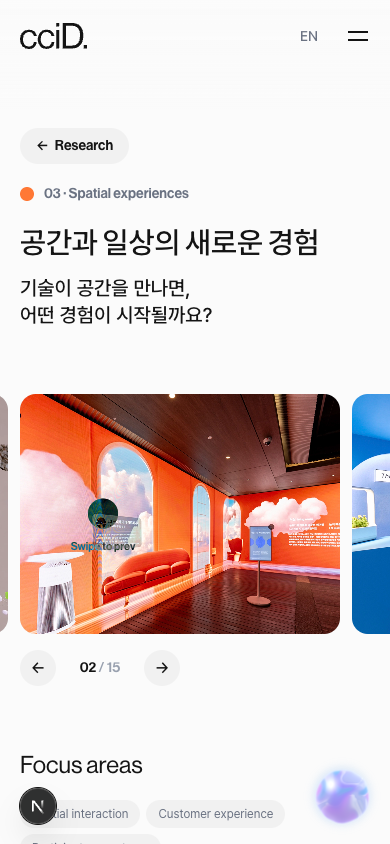 cciD.
EN
← Research
03 · Spatial experiences
공간과 일상의 새로운 경험
기술이 공간을 만나면,
어떤 경험이 시작될까요?
Swipe to prev
← 02 / 15 →
Focus areas
N
interaction
Customer experience